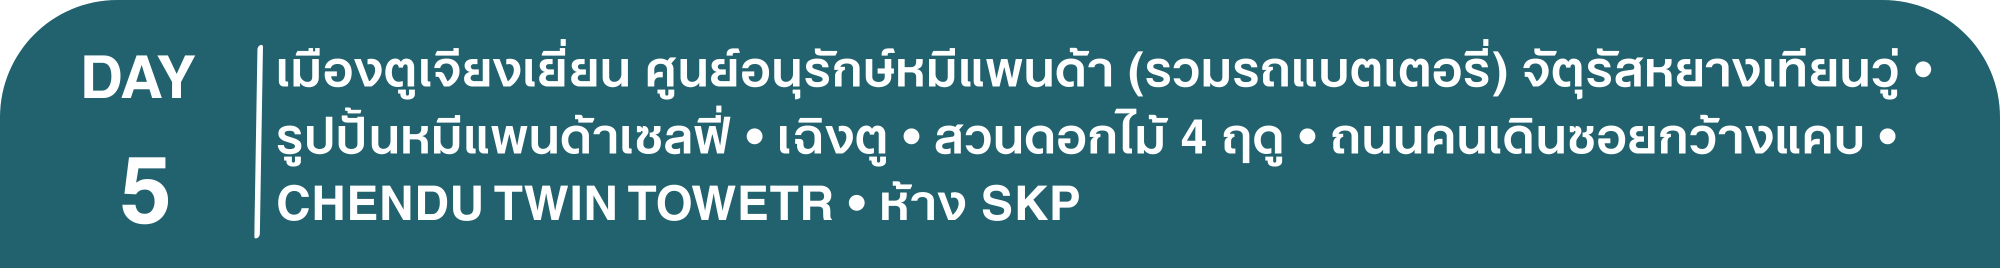 DAY
5
เมืองตูเจียงเยี่ยน ศูนย์อนุรักษ์หมีแพนด้า (รวมรถแบตเตอรี่) จัตุรัสหยางเทียนวู่ •
รูปปั้นหมีแพนด้าเซลฟี่ • เฉิงตู • สวนดอกไม้ 4 ฤดู • ถนนคนเดินซอยกว้างแคบ •
CHENDU TWIN TOWETR • ห้าง SKP